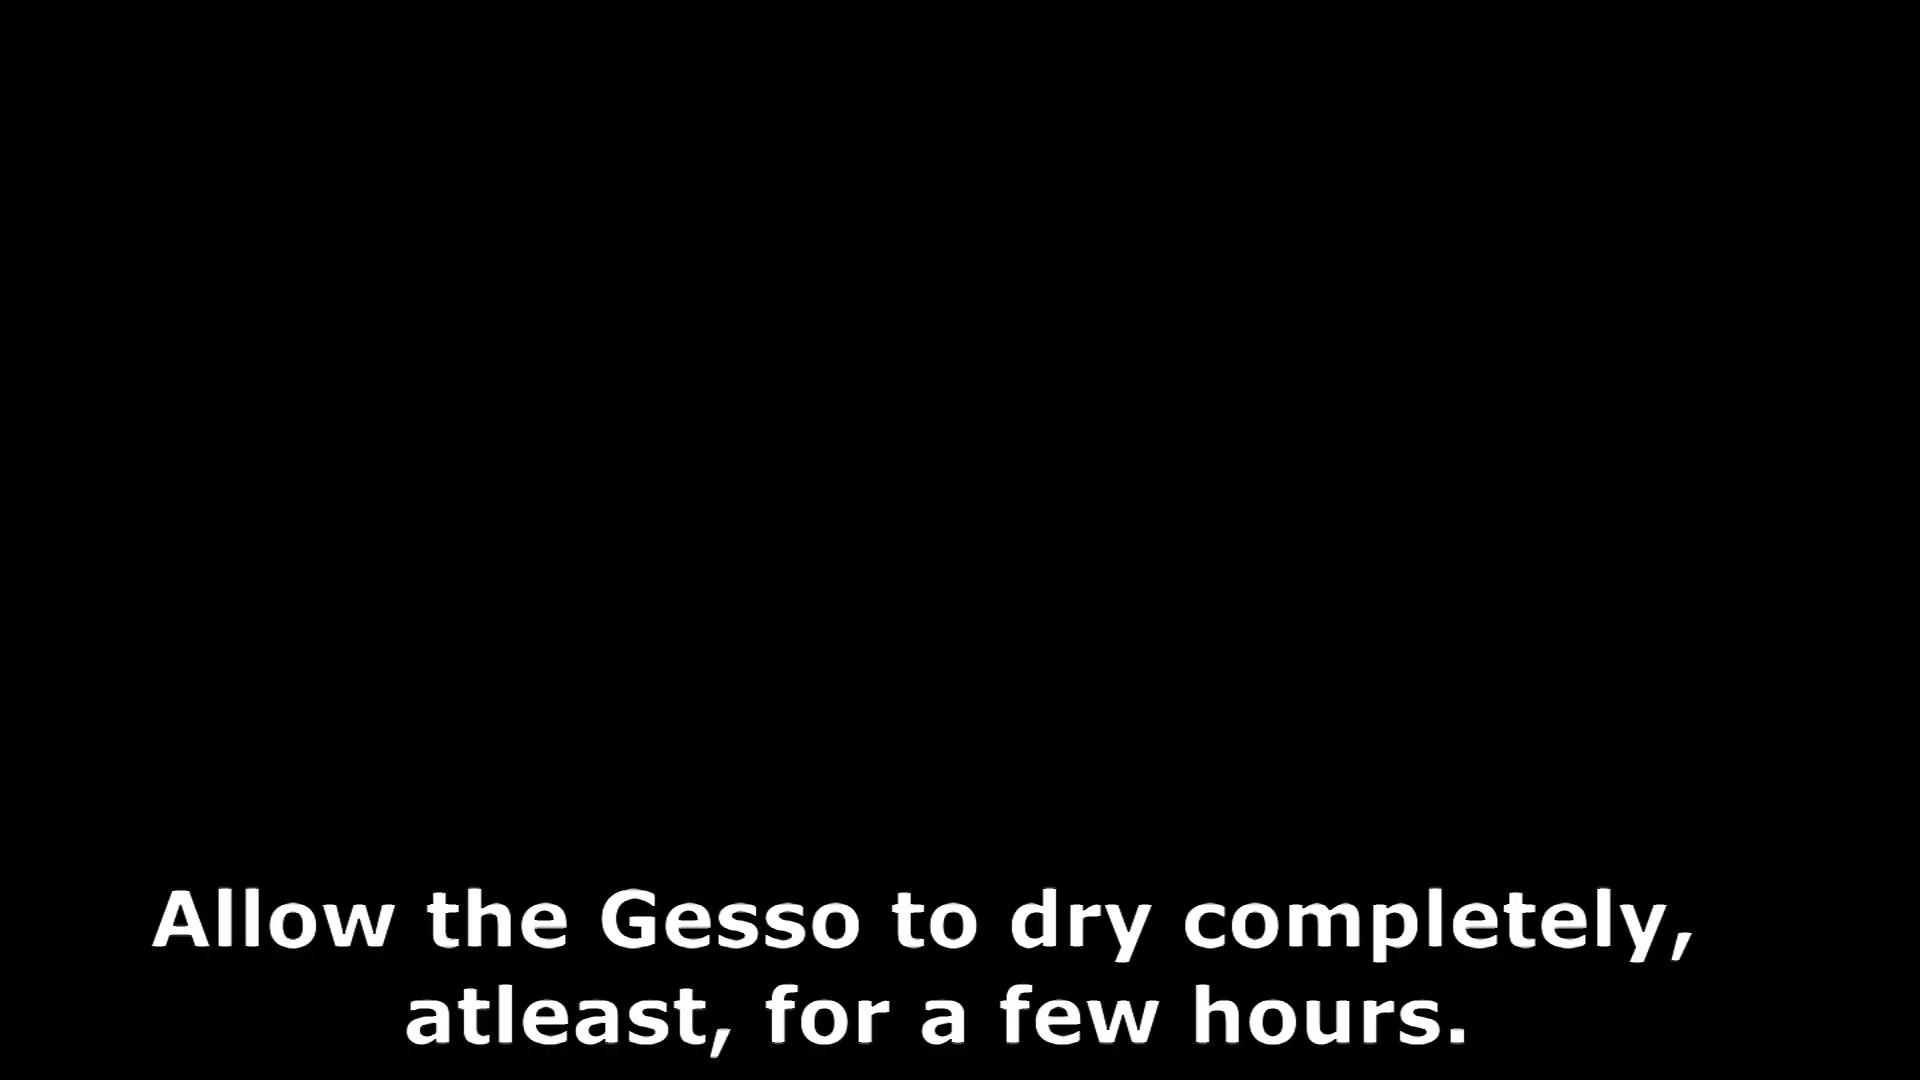 Allow the Gesso to dry completely,
atleast, for a few hours.